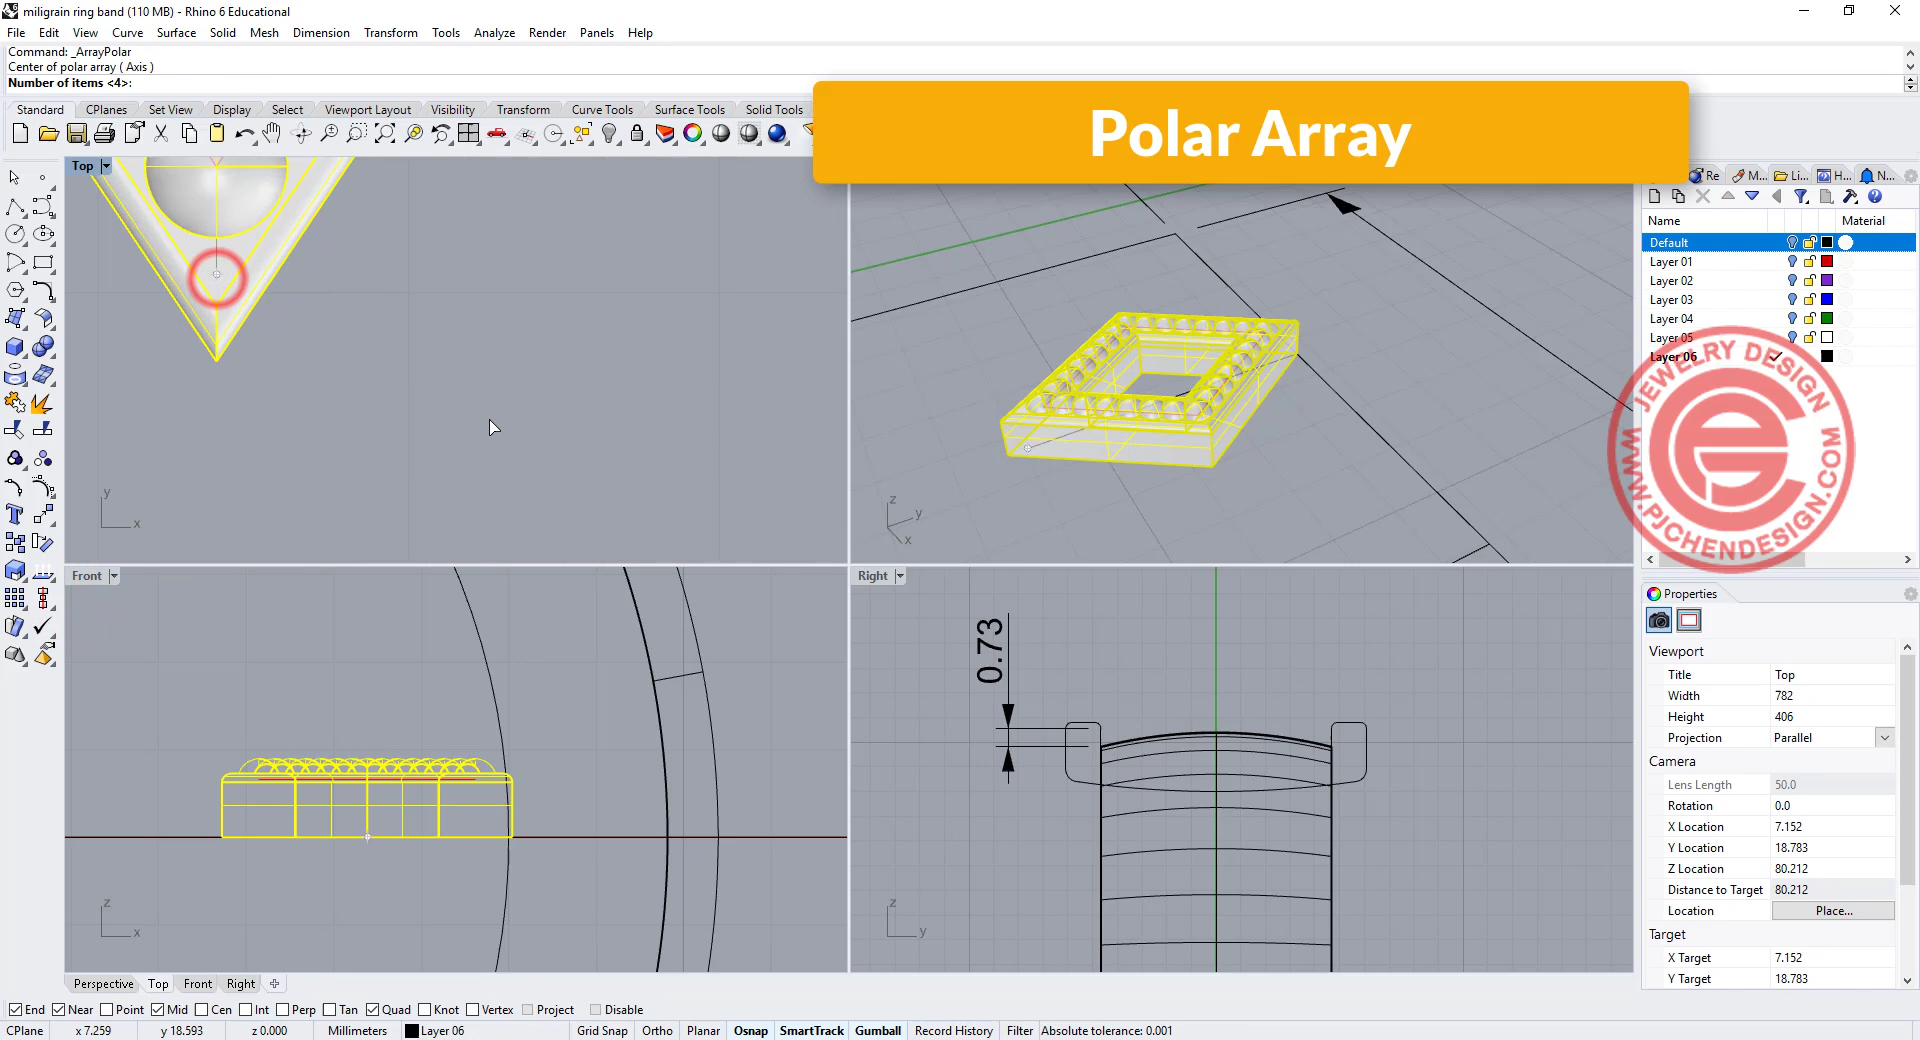 miligrain ring band (110 MB) - Rhino 6 Educational
File Edit View Curve Surface Solid Mesh Dimension Transform Tools Analyze Render Panels Help
Command: _ArrayPolar
Center of polar array ( Axis )
Number of items <4>:
Polar Array
Standard CPlanes Set View Display Select Viewport Layout Visibility Transform Curve Tools Surface Tools Solid Tools
Top
Re M... Li... H... N...
Name Material
Default
Layer 01
Layer 02
Layer 03
Layer 04
Layer 05
Layer 06
JEWELRY DESIGN
WWW.PJCHENDESIGN.COM
y
x
z
y
x
Front
Right
0.73
z
x
z
y
Properties
Viewport
Title Top
Width 782
Height 406
Projection Parallel
Camera
Lens Length 50.0
Rotation 0.0
X Location 7.152
Y Location 18.783
Z Location 80.212
Distance to Target 80.212
Location Place...
Target
X Target 7.152
Y Target 18.783
Perspective Top Front Right
End Near Point Mid Cen Int Perp Tan Quad Knot Vertex Project Disable
CPlane x 7.259 y 18.593 z 0.000 Millimeters Layer 06 Grid Snap Ortho Planar Osnap SmartTrack Gumball Record History Filter Absolute tolerance: 0.001